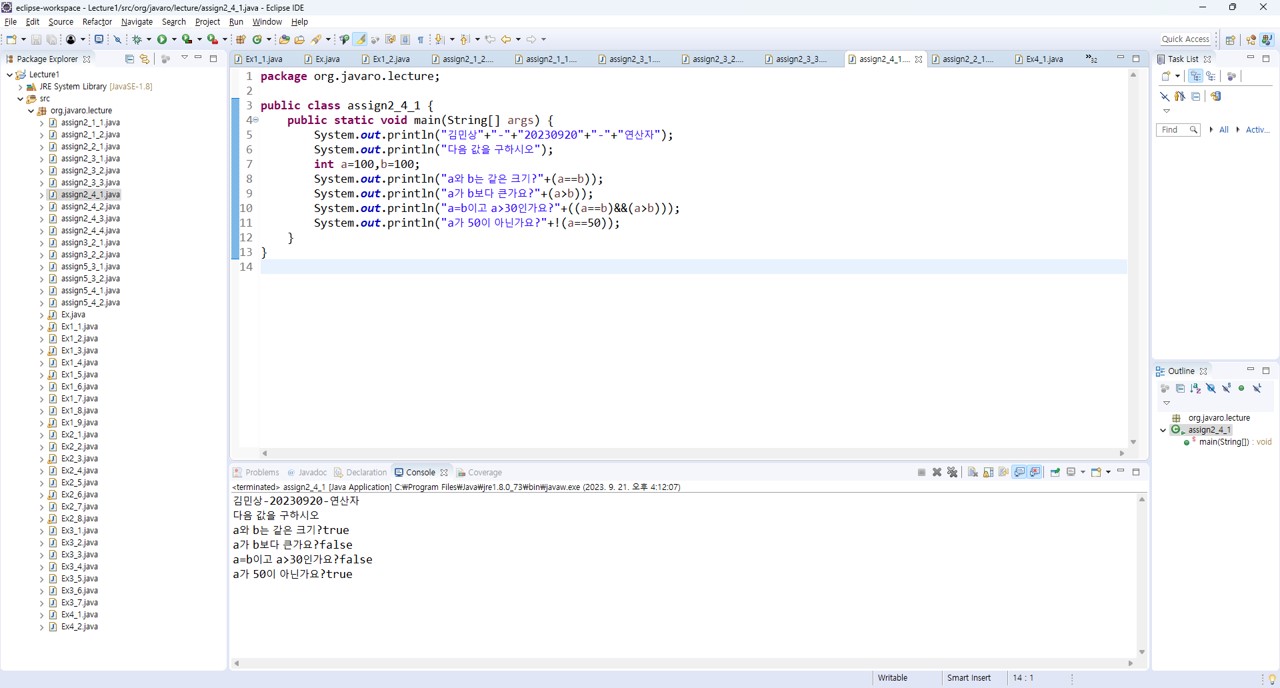 eclipse-workspace - Lecture1/src/org/javaro/lecture/assign2_4_1.java - Eclipse IDE
File Edit Source Refactor Navigate Search Project Run Window Help
Quick Access
Package Explorer
Lecture1
JRE System Library [JavaSE-1.8]
src
org.javaro.lecture
assign2_1_1.java
assign2_1_2.java
assign2_2_1.java
assign2_3_1.java
assign2_3_2.java
assign2_3_3.java
assign2_4_1.java
assign2_4_2.java
assign2_4_3.java
assign2_4_4.java
assign3_2_1.java
assign3_2_2.java
assign5_3_1.java
assign5_3_2.java
assign5_4_1.java
assign5_4_2.java
Ex.java
Ex1_1.java
Ex1_2.java
Ex1_3.java
Ex1_4.java
Ex1_5.java
Ex1_6.java
Ex1_7.java
Ex1_8.java
Ex1_9.java
Ex2_1.java
Ex2_2.java
Ex2_3.java
Ex2_4.java
Ex2_5.java
Ex2_6.java
Ex2_7.java
Ex2_8.java
Ex3_1.java
Ex3_2.java
Ex3_3.java
Ex3_4.java
Ex3_5.java
Ex3_6.java
Ex3_7.java
Ex4_1.java
Ex4_2.java
Ex1_1.java Ex.java Ex1_2.java assign2_1_2.... assign2_1_1.... assign2_3_1.... assign2_3_2.... assign2_3_3.... assign2_4_1.... assign2_2_1.... Ex4_1.java »32
1 package org.javaro.lecture;
2
3 public class assign2_4_1 {
4 public static void main(String[] args) {
5 System.out.println("김민상"+"-"+"20230920"+"-"+"연산자");
6 System.out.println("다음 값을 구하시오");
7 int a=100,b=100;
8 System.out.println("a와 b는 같은 크기?"+(a==b));
9 System.out.println("a가 b보다 큰가요?"+(a>b));
10 System.out.println("a=b이고 a>30인가요?"+((a==b)&&(a>b)));
11 System.out.println("a가 50이 아닌가요?"+!(a==50));
12 }
13 }
14
Problems Javadoc Declaration Console Coverage
<terminated> assign2_4_1 [Java Application] C:₩Program Files₩Java₩jre1.8.0_73₩bin₩javaw.exe (2023. 9. 21. 오후 4:12:07)
김민상-20230920-연산자
다음 값을 구하시오
a와 b는 같은 크기?true
a가 b보다 큰가요?false
a=b이고 a>30인가요?false
a가 50이 아닌가요?true
Task List
Find All Activ...
Outline
org.javaro.lecture
assign2_4_1
main(String[]) : void
Writable Smart Insert 14 : 1